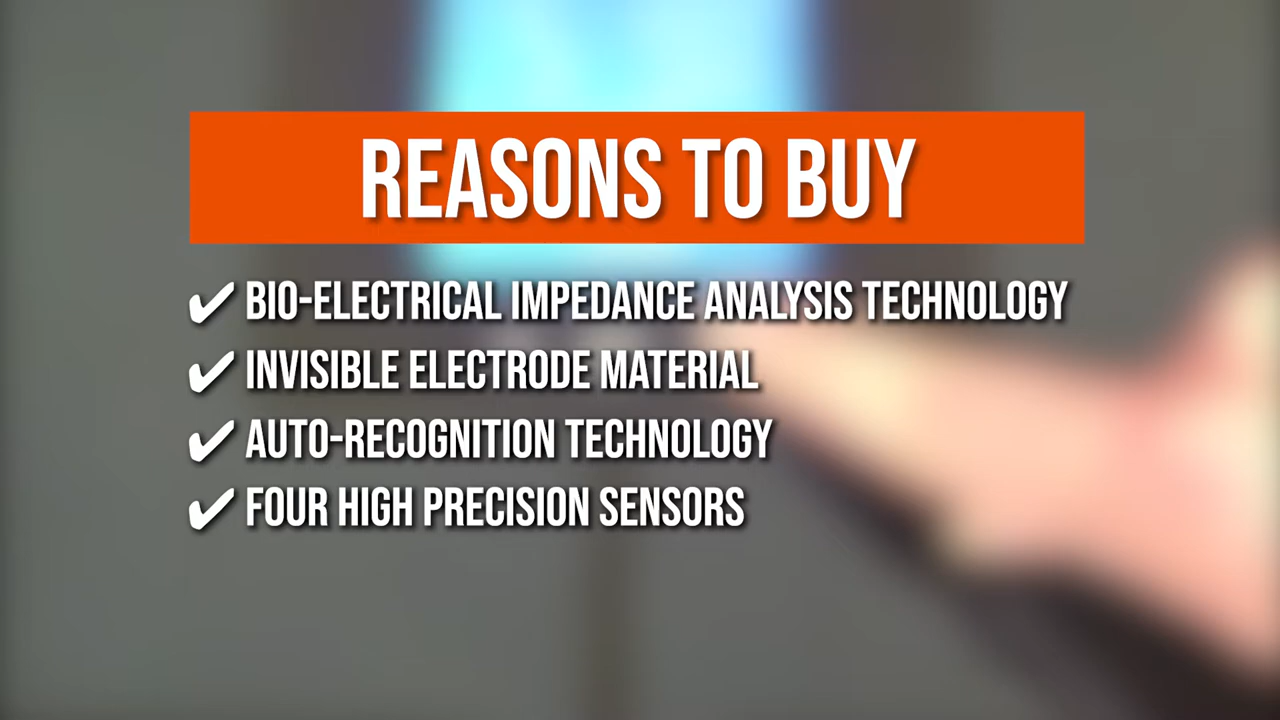 REASONS TO BUY
✔ BIO-ELECTRICAL IMPEDANCE ANALYSIS TECHNOLOGY
✔ INVISIBLE ELECTRODE MATERIAL
✔ AUTO-RECOGNITION TECHNOLOGY
✔ FOUR HIGH PRECISION SENSORS